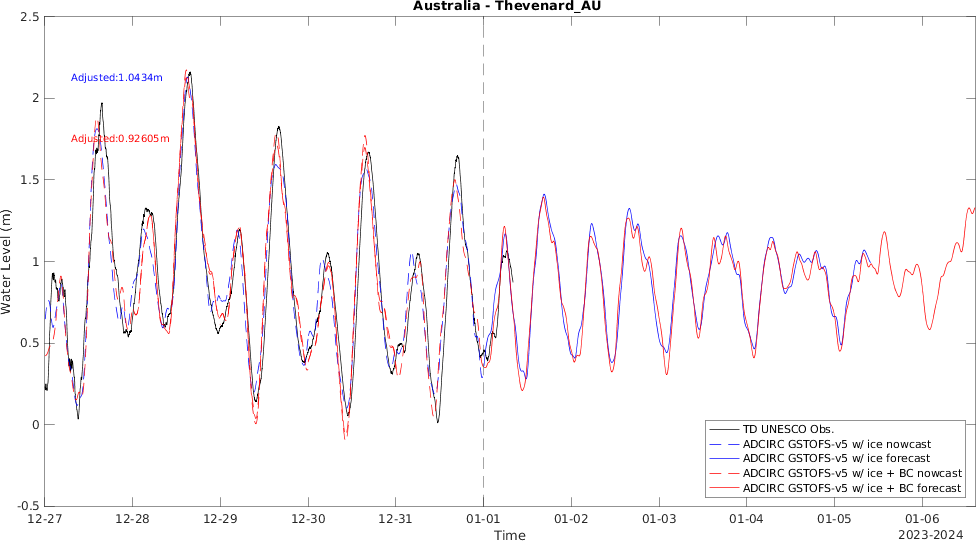 Australia - Thevenard_AU
Water Level (m)
2.5
2
1.5
1
0.5
0
-0.5
Adjusted:1.0434m
Adjusted:0.92605m
TD UNESCO Obs.
ADCIRC GSTOFS-v5 w/ ice nowcast
ADCIRC GSTOFS-v5 w/ ice forecast
ADCIRC GSTOFS-v5 w/ ice + BC nowcast
ADCIRC GSTOFS-v5 w/ ice + BC forecast
12-27 12-28 12-29 12-30 12-31 01-01 01-02 01-03 01-04 01-05 01-06
Time
2023-2024